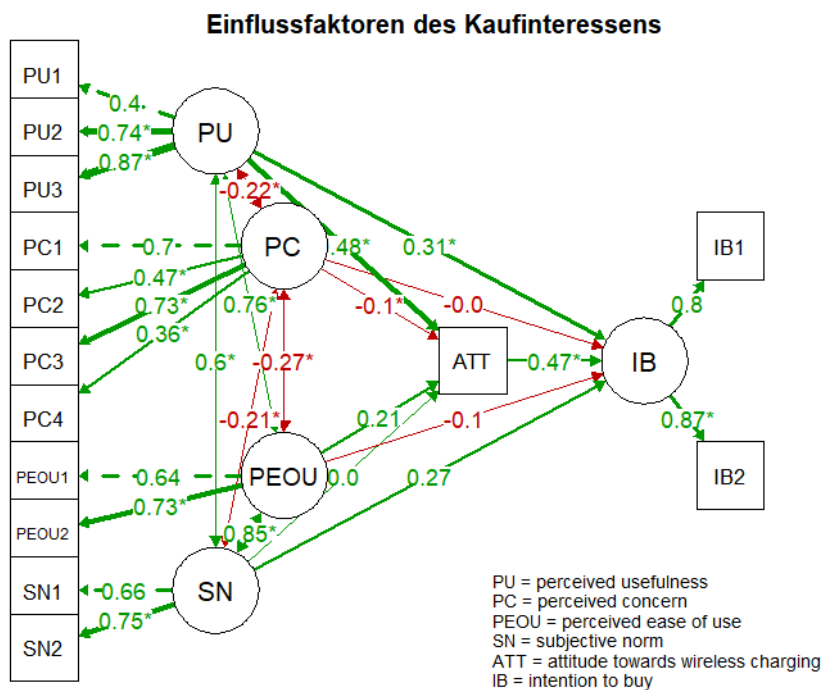 Einflussfaktoren des Kaufinteressens
PU1
PU2
PU3
PC1
PC2
PC3
PC4
PEOU1
PEOU2
SN1
SN2
0.4
0.74*
0.87*
0.7
0.47*
0.73*
0.36*
0.64
0.73*
0.66
0.75*
PU
PC
PEOU
SN
-0.22*
0.76*
0.6*
-0.27*
-0.21*
0.85*
.48*
-0.1*
0.21
0.0
0.31*
-0.0
-0.1
0.27
ATT
0.47*
IB
0.8
0.87*
IB1
IB2
PU = perceived usefulness
PC = perceived concern
PEOU = perceived ease of use
SN = subjective norm
ATT = attitude towards wireless charging
IB = intention to buy